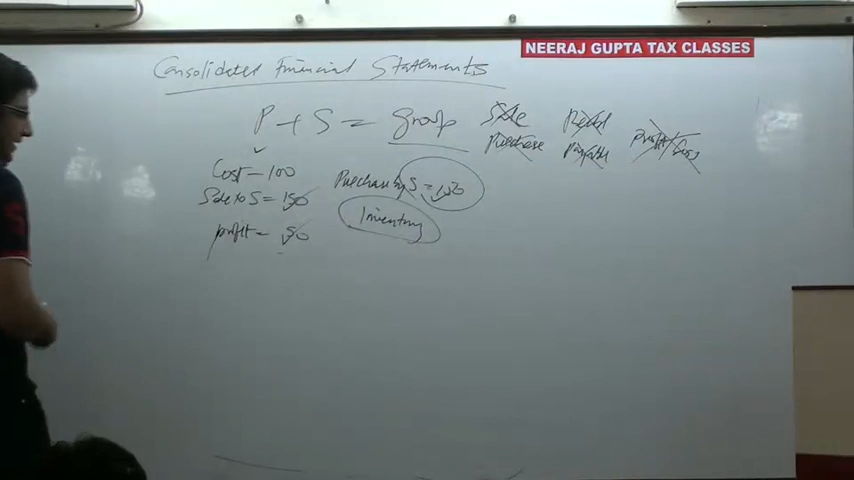 NEERAJ GUPTA TAX CLASSES
Consolidated Financial Statements
P + S = group
Sale
Purchase
Payable
Profit/Loss
Cost - 100
Sale to S = 150
profit = 50
Purchase by S = 150
Inventory